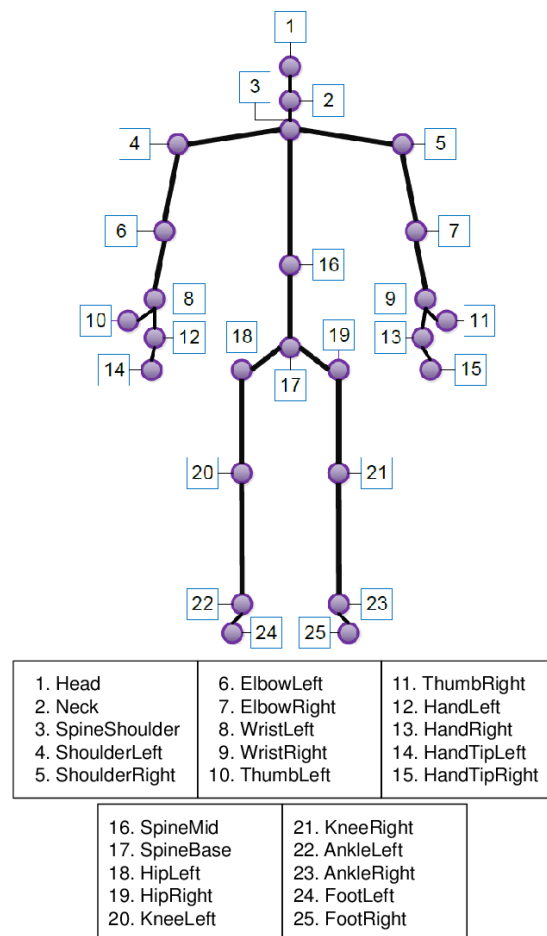 1
3
2
4
5
6
7
16
8
9
10
11
12
13
18
19
14
15
17
20
21
22
23
24
25
1. Head
2. Neck
3. SpineShoulder
4. ShoulderLeft
5. ShoulderRight
6. ElbowLeft
7. ElbowRight
8. WristLeft
9. WristRight
10. ThumbLeft
11. ThumbRight
12. HandLeft
13. HandRight
14. HandTipLeft
15. HandTipRight
16. SpineMid
17. SpineBase
18. HipLeft
19. HipRight
20. KneeLeft
21. KneeRight
22. AnkleLeft
23. AnkleRight
24. FootLeft
25. FootRight